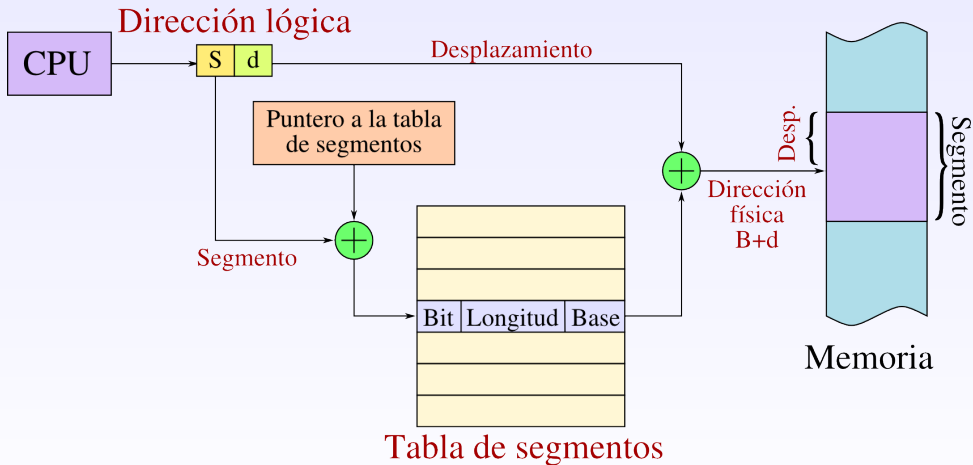 Dirección lógica
CPU
S d
Desplazamiento
Puntero a la tabla
de segmentos
Desp.
Segmento
Dirección
física
B+d
Segmento
Bit Longitud Base
Memoria
Tabla de segmentos